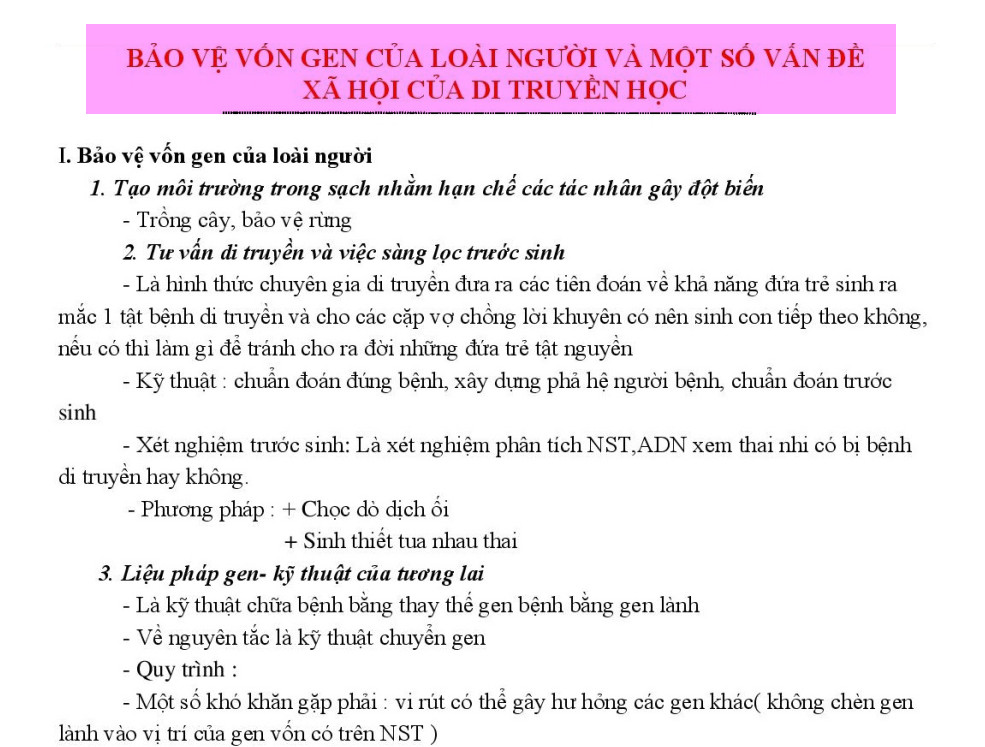 BẢO VỆ VỐN GEN CỦA LOÀI NGƯỜI VÀ MỘT SỐ VẤN ĐỀ
XÃ HỘI CỦA DI TRUYỀN HỌC
I. Bảo vệ vốn gen của loài người
1. Tạo môi trường trong sạch nhằm hạn chế các tác nhân gây đột biến
- Trồng cây, bảo vệ rừng
2. Tư vấn di truyền và việc sàng lọc trước sinh
- Là hình thức chuyên gia di truyền đưa ra các tiên đoán về khả năng đứa trẻ sinh ra
mắc 1 tật bệnh di truyền và cho các cặp vợ chồng lời khuyên có nên sinh con tiếp theo không,
nếu có thì làm gì để tránh cho ra đời những đứa trẻ tật nguyền
- Kỹ thuật : chuẩn đoán đúng bệnh, xây dựng phả hệ người bệnh, chuẩn đoán trước
sinh
- Xét nghiệm trước sinh: Là xét nghiệm phân tích NST,ADN xem thai nhi có bị bệnh
di truyền hay không.
- Phương pháp : + Chọc dò dịch ối
+ Sinh thiết tua nhau thai
3. Liệu pháp gen- kỹ thuật của tương lai
- Là kỹ thuật chữa bệnh bằng thay thế gen bệnh bằng gen lành
- Về nguyên tắc là kỹ thuật chuyển gen
- Quy trình :
- Một số khó khăn gặp phải : vi rút có thể gây hư hỏng các gen khác( không chèn gen
lành vào vị trí của gen vốn có trên NST )